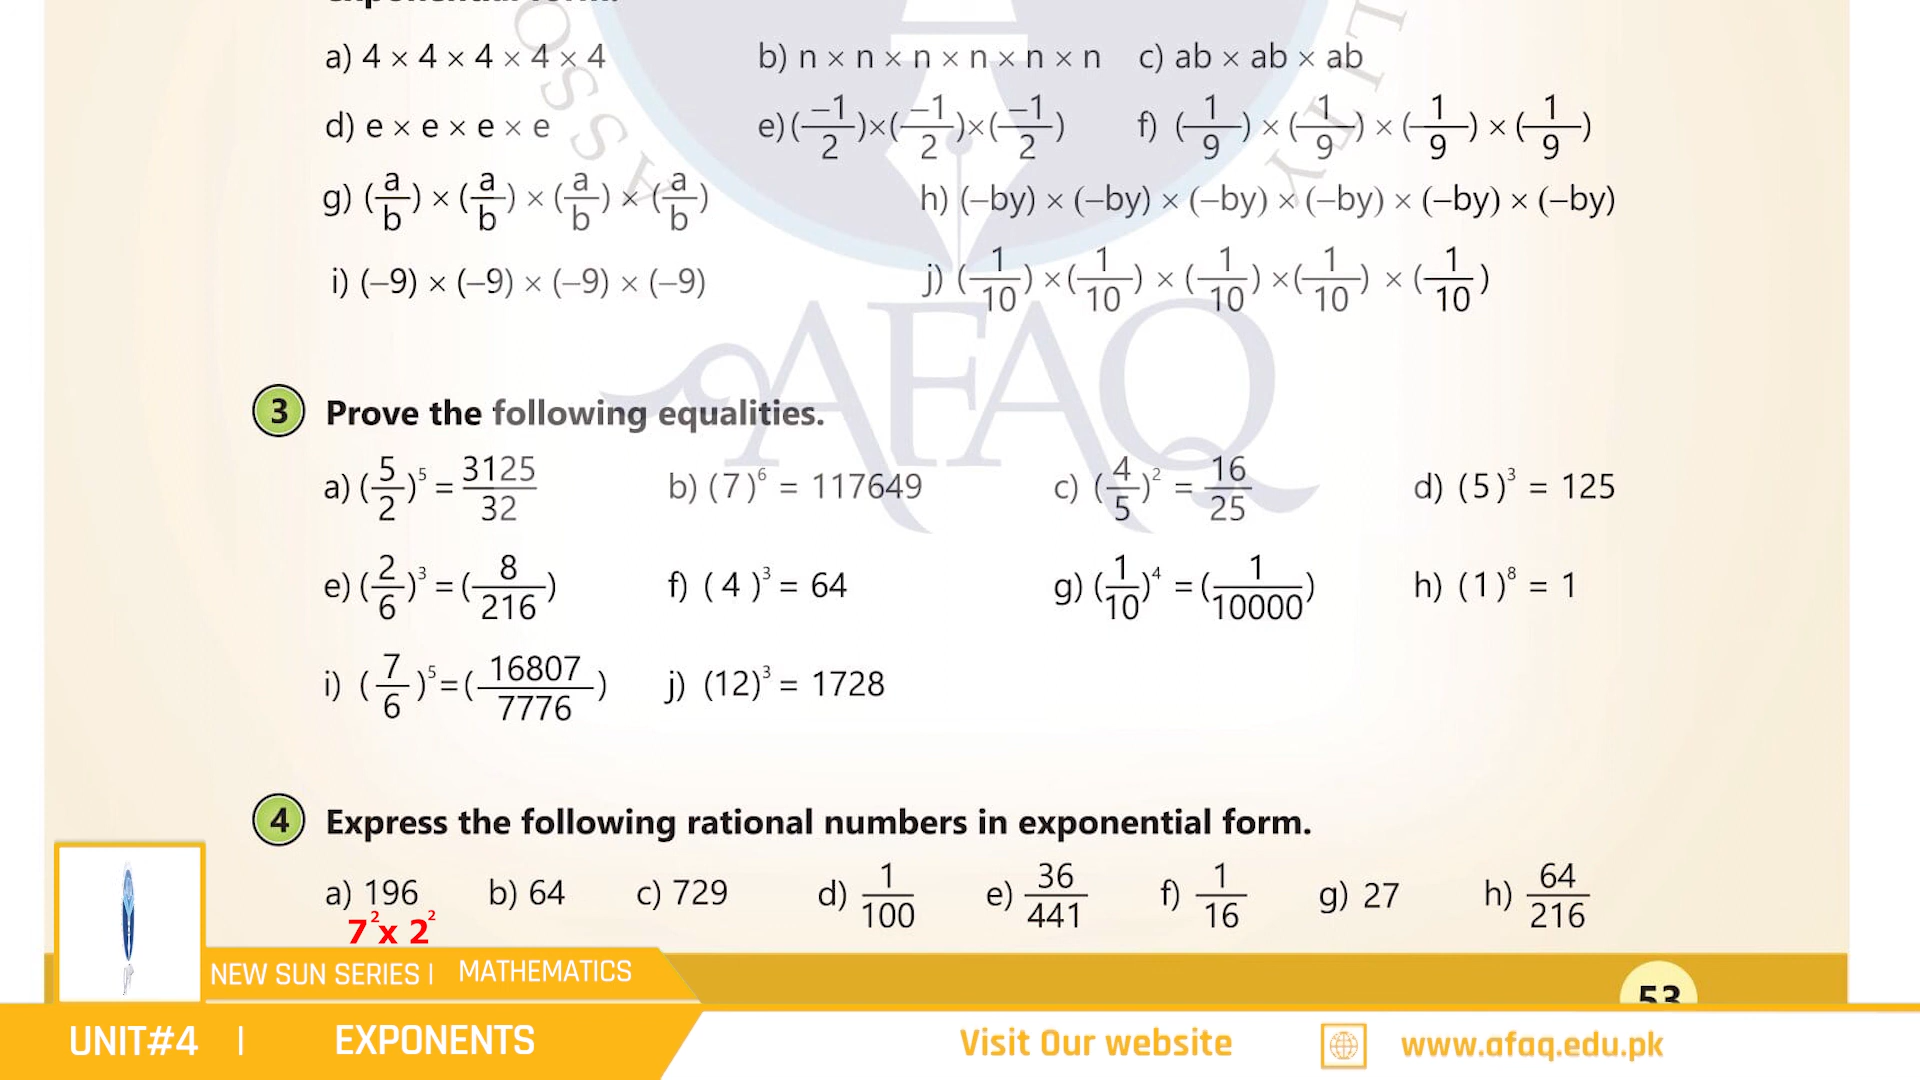 exponential form.
a) 4 × 4 × 4 × 4 × 4 b) n × n × n × n × n × n c) ab × ab × ab
d) e × e × e × e e) (−1/2)×(−1/2)×(−1/2) f) (1/9) × (1/9) × (1/9) × (1/9)
g) (a/b) × (a/b) × (a/b) × (a/b) h) (−by) × (−by) × (−by) × (−by) × (−by) × (−by)
i) (−9) × (−9) × (−9) × (−9) j) (1/10) × (1/10) × (1/10) × (1/10) × (1/10)
AFAQ
3 Prove the following equalities.
a) (5/2)⁵ = 3125/32 b) (7)⁶ = 117649 c) (4/5)² = 16/25 d) (5)³ = 125
e) (2/6)³ = (8/216) f) (4)³ = 64 g) (1/10)⁴ = (1/10000) h) (1)⁸ = 1
i) (7/6)⁵ = (16807/7776) j) (12)³ = 1728
4 Express the following rational numbers in exponential form.
a) 196 b) 64 c) 729 d) 1/100 e) 36/441 f) 1/16 g) 27 h) 64/216
7² x 2²
NEW SUN SERIES | MATHEMATICS
53
UNIT#4 | EXPONENTS
Visit Our website www.afaq.edu.pk